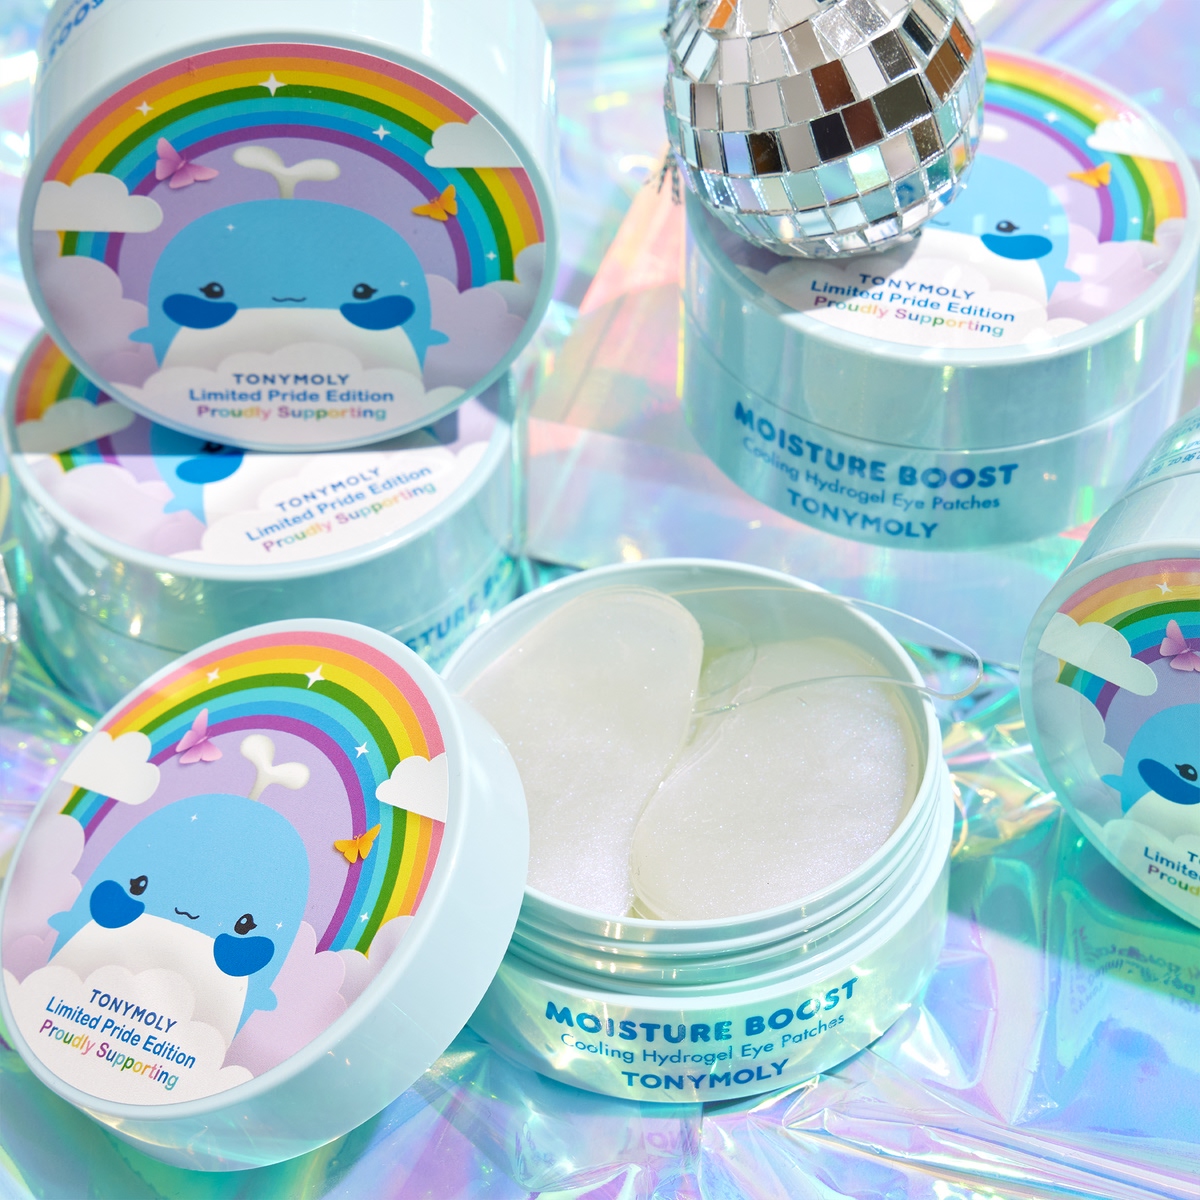 TONYMOLY
Limited Pride Edition
Proudly Supporting
TONYMOLY
Limited Pride Edition
Proudly Supporting
TONYMOLY
Limited Pride Edition
Proudly Supporting
MOISTURE BOOST
Cooling Hydrogel Eye Patches
TONYMOLY
TONYMOLY
Limited Pride Edition
Proudly Supporting
MOISTURE BOOST
Cooling Hydrogel Eye Patches
TONYMOLY